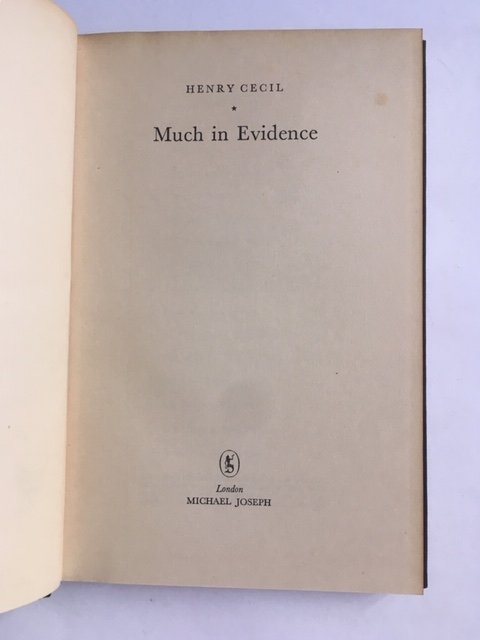 HENRY CECIL
★
Much in Evidence
London
MICHAEL JOSEPH